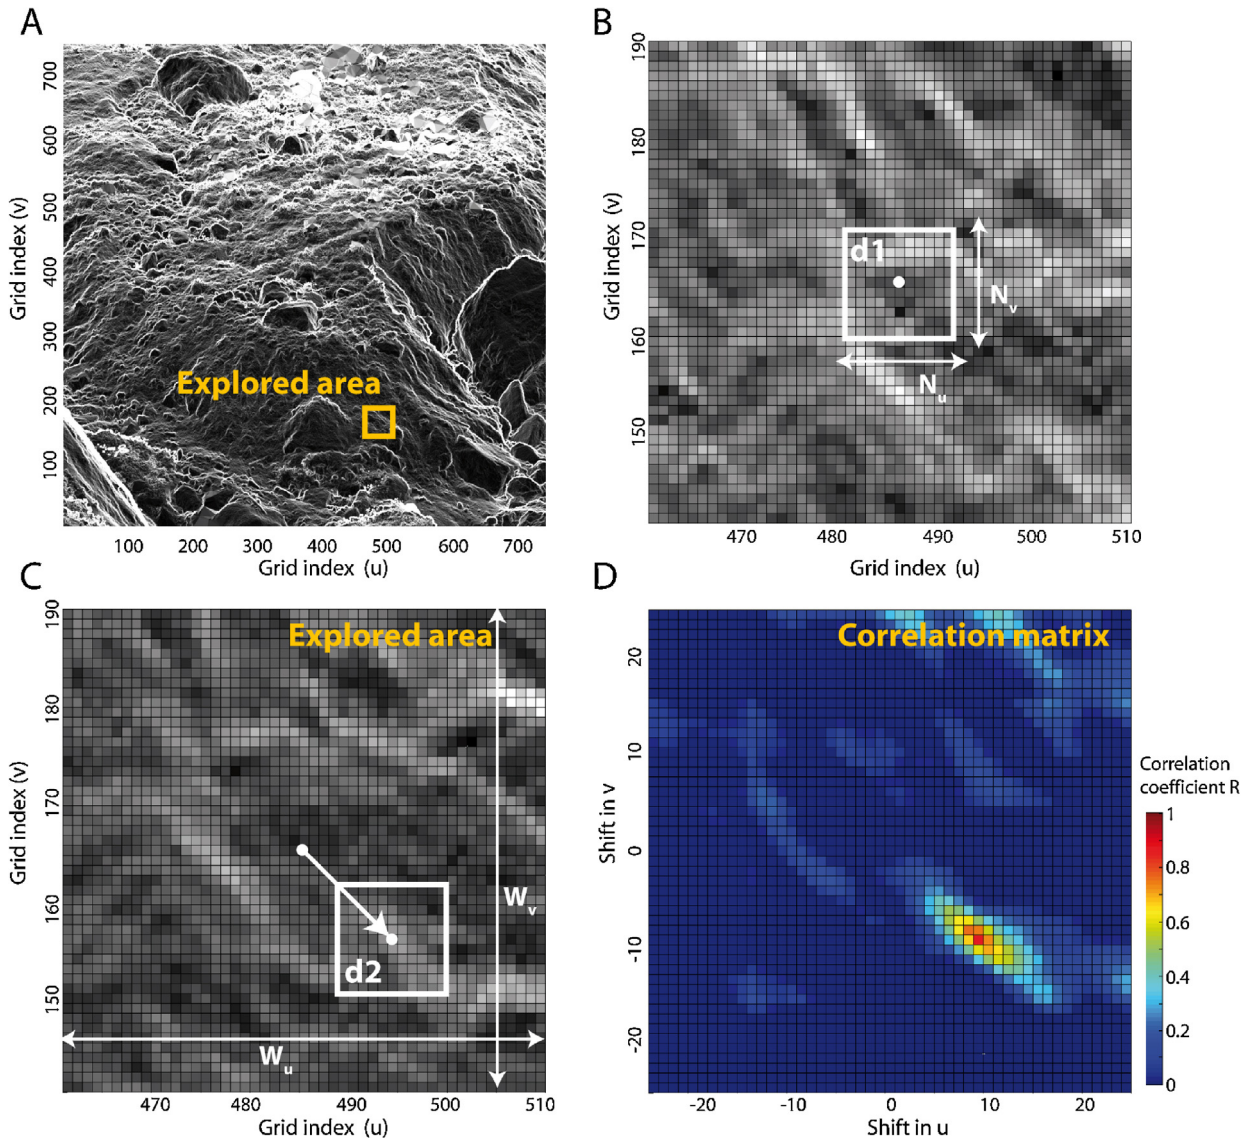 A
700
600
500
400
300
200
100
Grid index (v)
Explored area
100 200 300 400 500 600 700
Grid index (u)
B
190
180
170
160
150
Grid index (v)
d1
Nv
Nu
470 480 490 500 510
Grid index (u)
C
190
180
170
160
150
Grid index (v)
Explored area
Wv
d2
Wu
470 480 490 500 510
Grid index (u)
D
Correlation matrix
20
10
0
-10
-20
Shift in v
-20 -10 0 10 20
Shift in u
Correlation
coefficient R
1
0.8
0.6
0.4
0.2
0